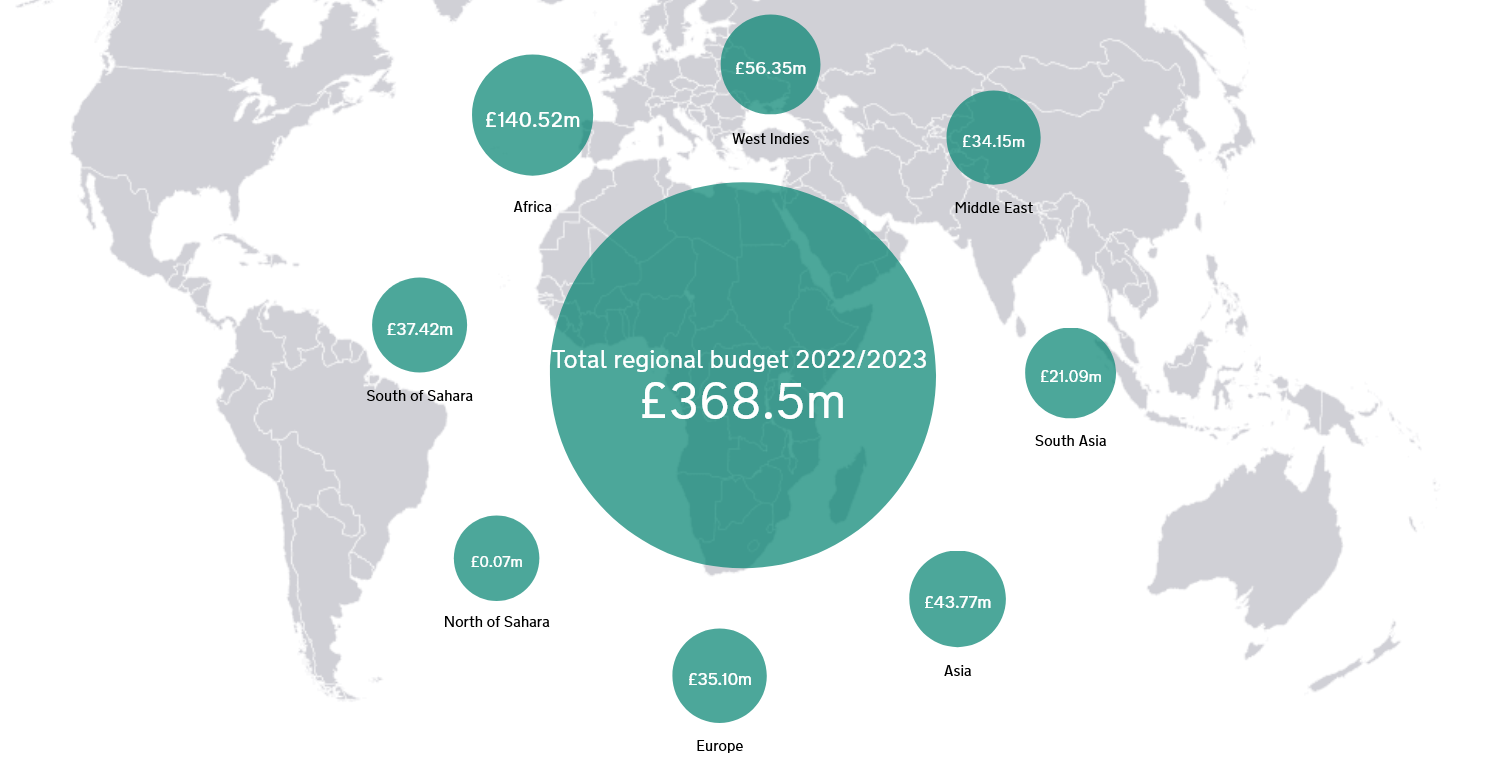 £56.35m
West Indies
£140.52m
Africa
£34.15m
Middle East
£37.42m
South of Sahara
Total regional budget 2022/2023
£368.5m
£21.09m
South Asia
£0.07m
North of Sahara
£43.77m
Asia
£35.10m
Europe